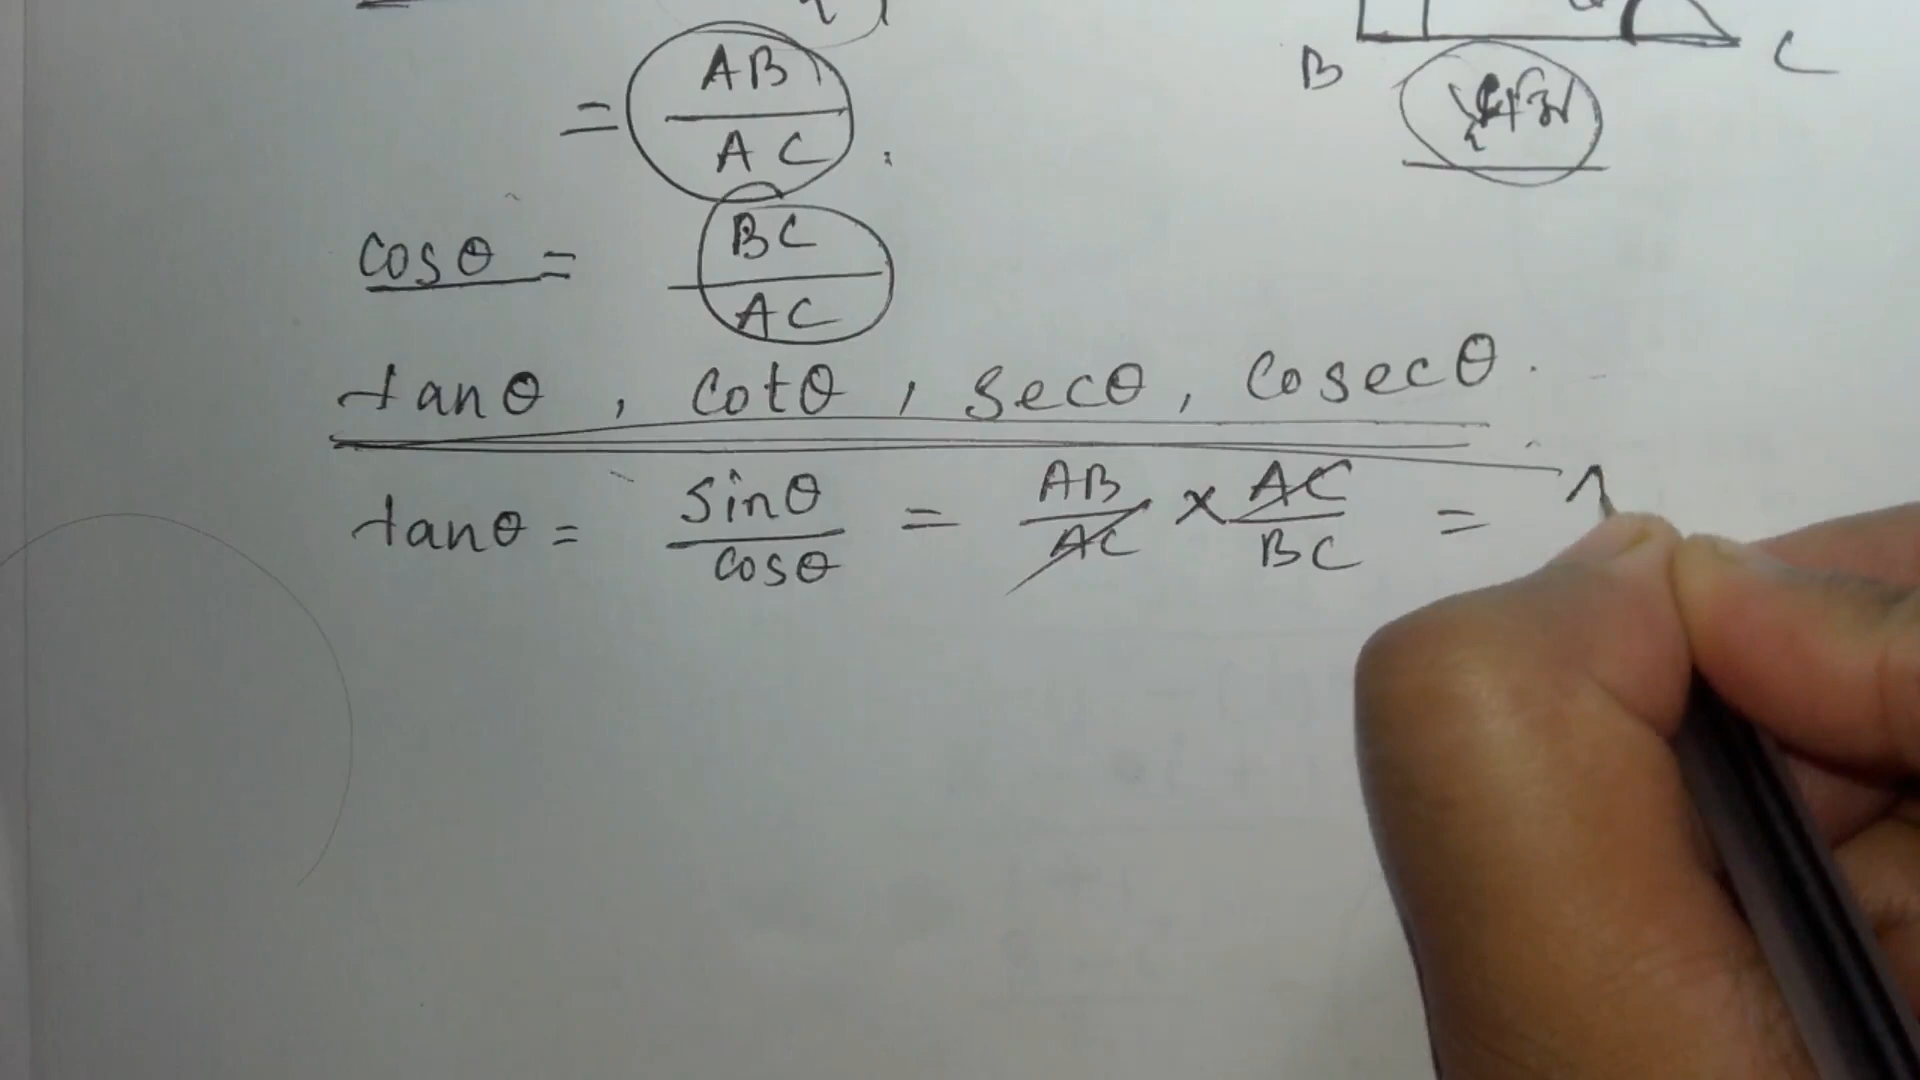 = AB / AC
B C
cosθ = BC / AC
tanθ , cotθ , secθ , cosecθ .
tanθ = sinθ / cosθ = AB / AC × AC / BC =